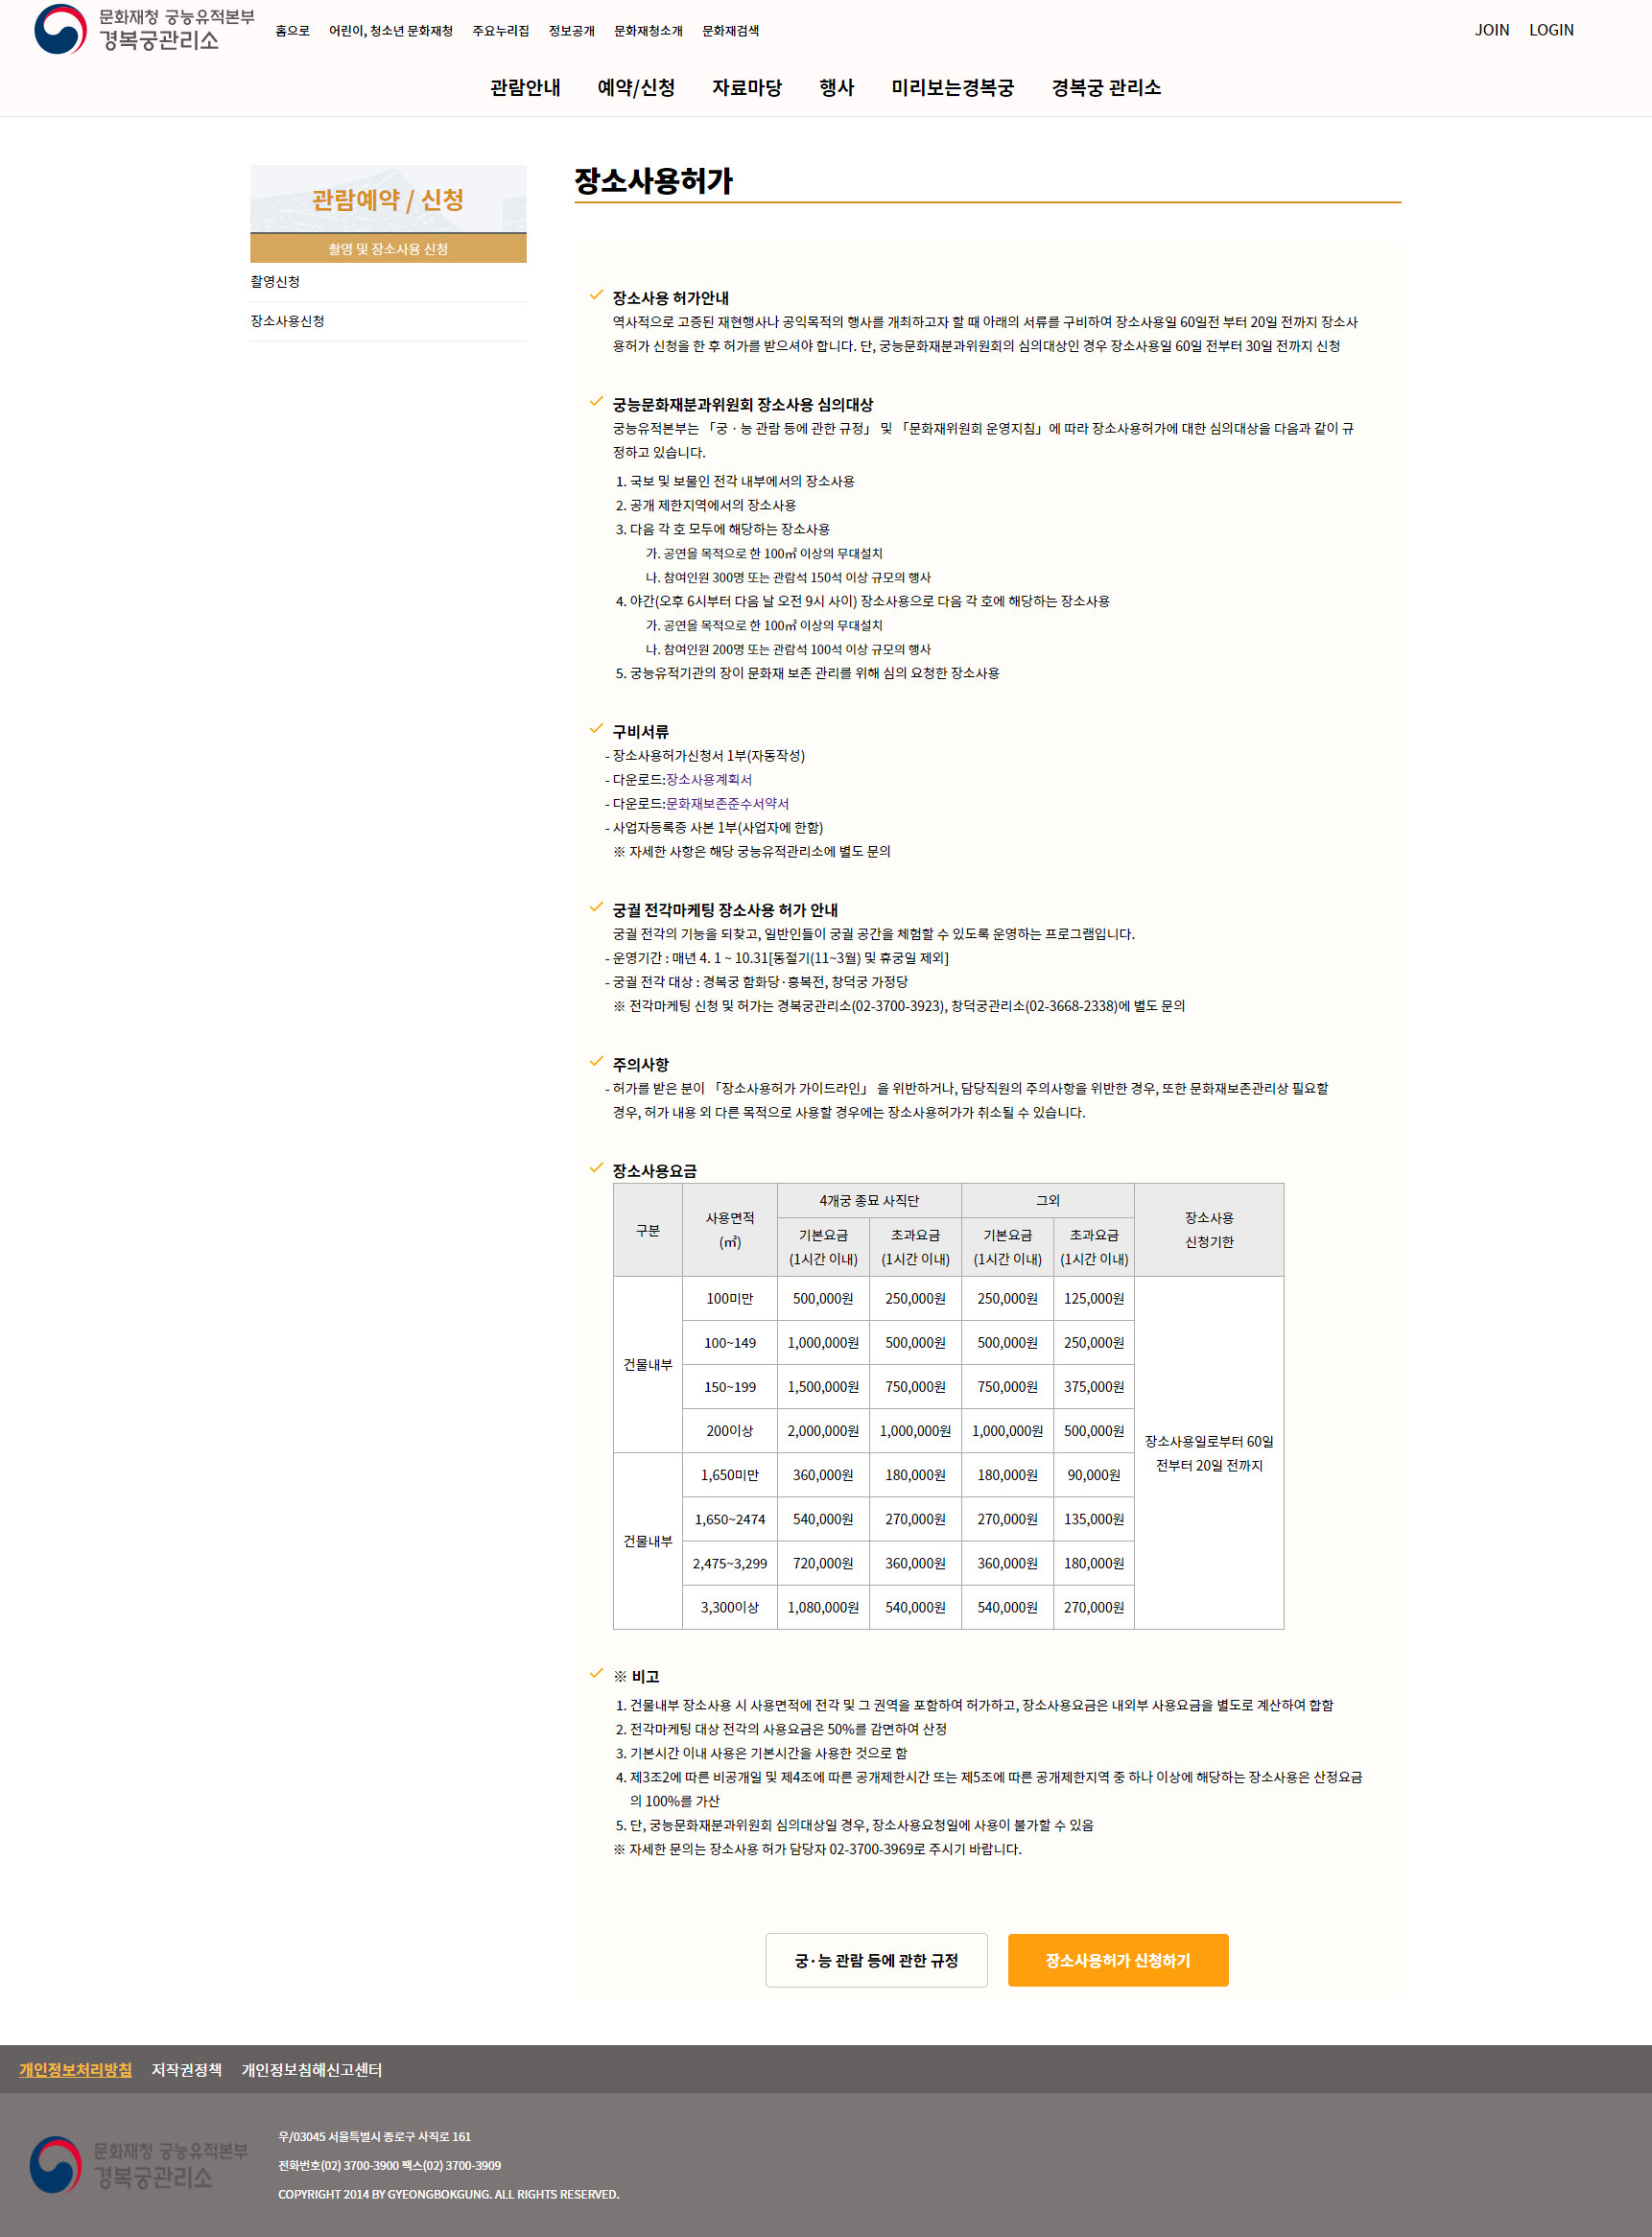 문화재청 궁능유적본부
경복궁관리소
홈으로 어린이, 청소년 문화재청 주요누리집 정보공개 문화재청소개 문화재검색
JOIN LOGIN
관람안내 예약/신청 자료마당 행사 미리보는경복궁 경복궁 관리소
관람예약 / 신청
촬영 및 장소사용 신청
촬영신청
장소사용신청
장소사용허가
장소사용 허가안내
역사적으로 고증된 재현행사나 공익목적의 행사를 개최하고자 할 때 아래의 서류를 구비하여 장소사용일 60일전 부터 20일 전까지 장소사
용허가 신청을 한 후 허가를 받으셔야 합니다. 단, 궁능문화재분과위원회의 심의대상인 경우 장소사용일 60일 전부터 30일 전까지 신청
궁능문화재분과위원회 장소사용 심의대상
궁능유적본부는 「궁ㆍ능 관람 등에 관한 규정」 및 「문화재위원회 운영지침」에 따라 장소사용허가에 대한 심의대상을 다음과 같이 규
정하고 있습니다.
1. 국보 및 보물인 전각 내부에서의 장소사용
2. 공개 제한지역에서의 장소사용
3. 다음 각 호 모두에 해당하는 장소사용
가. 공연을 목적으로 한 100㎡ 이상의 무대설치
나. 참여인원 300명 또는 관람석 150석 이상 규모의 행사
4. 야간(오후 6시부터 다음 날 오전 9시 사이) 장소사용으로 다음 각 호에 해당하는 장소사용
가. 공연을 목적으로 한 100㎡ 이상의 무대설치
나. 참여인원 200명 또는 관람석 100석 이상 규모의 행사
5. 궁능유적기관의 장이 문화재 보존 관리를 위해 심의 요청한 장소사용
구비서류
- 장소사용허가신청서 1부(자동작성)
- 다운로드:장소사용계획서
- 다운로드:문화재보존준수서약서
- 사업자등록증 사본 1부(사업자에 한함)
※ 자세한 사항은 해당 궁능유적관리소에 별도 문의
궁궐 전각마케팅 장소사용 허가 안내
궁궐 전각의 기능을 되찾고, 일반인들이 궁궐 공간을 체험할 수 있도록 운영하는 프로그램입니다.
- 운영기간 : 매년 4. 1 ~ 10.31[동절기(11~3월) 및 휴궁일 제외]
- 궁궐 전각 대상 : 경복궁 함화당·흥복전, 창덕궁 가정당
※ 전각마케팅 신청 및 허가는 경복궁관리소(02-3700-3923), 창덕궁관리소(02-3668-2338)에 별도 문의
주의사항
- 허가를 받은 분이 「장소사용허가 가이드라인」 을 위반하거나, 담당직원의 주의사항을 위반한 경우, 또한 문화재보존관리상 필요할
경우, 허가 내용 외 다른 목적으로 사용할 경우에는 장소사용허가가 취소될 수 있습니다.
장소사용요금
구분 사용면적 (㎡) 4개궁 종묘 사직단 그외 장소사용 신청기한
기본요금 (1시간 이내) 초과요금 (1시간 이내) 기본요금 (1시간 이내) 초과요금 (1시간 이내)
건물내부 100미만 500,000원 250,000원 250,000원 125,000원
100~149 1,000,000원 500,000원 500,000원 250,000원
150~199 1,500,000원 750,000원 750,000원 375,000원
200이상 2,000,000원 1,000,000원 1,000,000원 500,000원
장소사용일로부터 60일
전부터 20일 전까지
건물내부 1,650미만 360,000원 180,000원 180,000원 90,000원
1,650~2474 540,000원 270,000원 270,000원 135,000원
2,475~3,299 720,000원 360,000원 360,000원 180,000원
3,300이상 1,080,000원 540,000원 540,000원 270,000원
※ 비고
1. 건물내부 장소사용 시 사용면적에 전각 및 그 권역을 포함하여 허가하고, 장소사용요금은 내외부 사용요금을 별도로 계산하여 합함
2. 전각마케팅 대상 전각의 사용요금은 50%를 감면하여 산정
3. 기본시간 이내 사용은 기본시간을 사용한 것으로 함
4. 제3조2에 따른 비공개일 및 제4조에 따른 공개제한시간 또는 제5조에 따른 공개제한지역 중 하나 이상에 해당하는 장소사용은 산정요금
의 100%를 가산
5. 단, 궁능문화재분과위원회 심의대상일 경우, 장소사용요청일에 사용이 불가할 수 있음
※ 자세한 문의는 장소사용 허가 담당자 02-3700-3969로 주시기 바랍니다.
궁·능 관람 등에 관한 규정 장소사용허가 신청하기
개인정보처리방침 저작권정책 개인정보침해신고센터
문화재청 궁능유적본부
경복궁관리소
우/03045 서울특별시 종로구 사직로 161
전화번호(02) 3700-3900 팩스(02) 3700-3909
COPYRIGHT 2014 BY GYEONGBOKGUNG. ALL RIGHTS RESERVED.